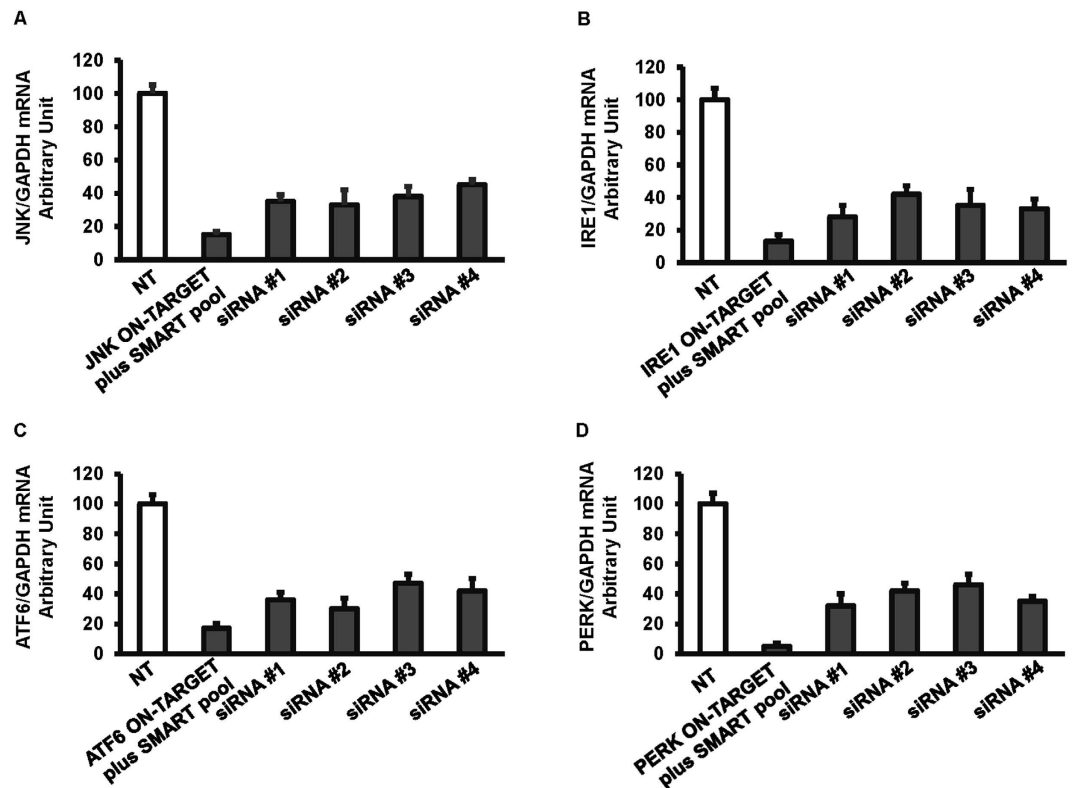 A
JNK/GAPDH mRNA
Arbitrary Unit
120
100
80
60
40
20
0
NT
JNK ON-TARGET
plus SMART pool
siRNA #1
siRNA #2
siRNA #3
siRNA #4
B
IRE1/GAPDH mRNA
Arbitrary Unit
120
100
80
60
40
20
0
NT
IRE1 ON-TARGET
plus SMART pool
siRNA #1
siRNA #2
siRNA #3
siRNA #4
C
ATF6/GAPDH mRNA
Arbitrary Unit
120
100
80
60
40
20
0
NT
ATF6 ON-TARGET
plus SMART pool
siRNA #1
siRNA #2
siRNA #3
siRNA #4
D
PERK/GAPDH mRNA
Arbitrary Unit
120
100
80
60
40
20
0
NT
PERK ON-TARGET
plus SMART pool
siRNA #1
siRNA #2
siRNA #3
siRNA #4